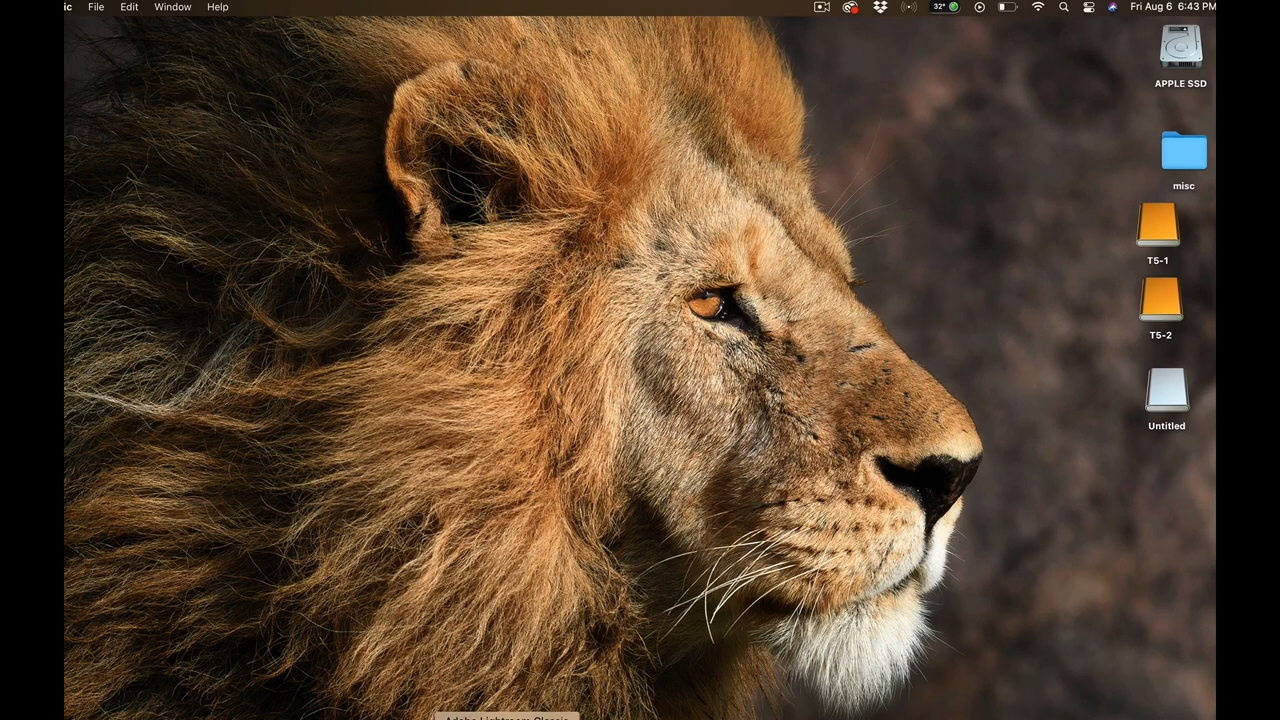 ic File Edit Window Help 32° Fri Aug 6 6:43 PM
APPLE SSD
misc
T5-1
T5-2
Untitled
Adobe Lightroom Classic